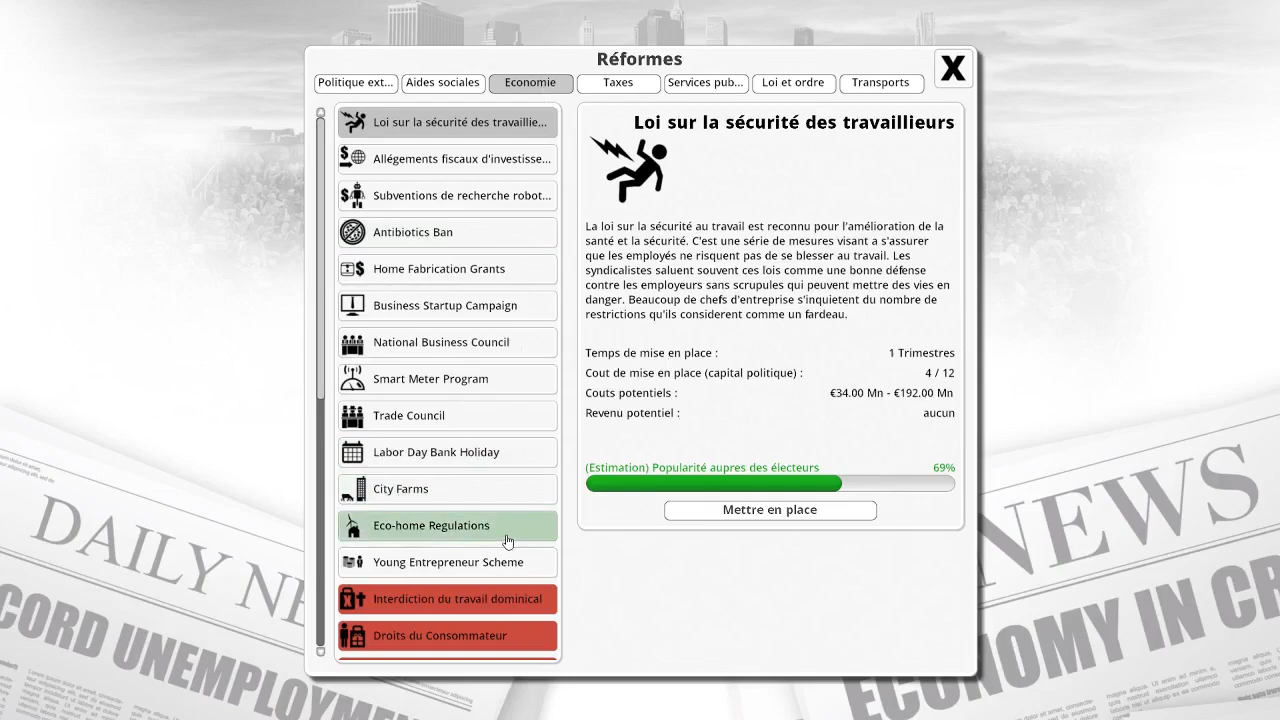 Réformes
X
Politique ext...
Aides sociales
Economie
Taxes
Services pub...
Loi et ordre
Transports
Loi sur la sécurité des travaillie...
Allégements fiscaux d'investisse...
Subventions de recherche robot...
Antibiotics Ban
Home Fabrication Grants
Business Startup Campaign
National Business Council
Smart Meter Program
Trade Council
Labor Day Bank Holiday
City Farms
Eco-home Regulations
Young Entrepreneur Scheme
Interdiction du travail dominical
Droits du Consommateur
Loi sur la sécurité des travaillieurs
La loi sur la sécurité au travail est reconnu pour l'amélioration de la
santé et la sécurité. C'est une série de mesures visant a s'assurer
que les employés ne risquent pas de se blesser au travail. Les
syndicalistes saluent souvent ces lois comme une bonne défense
contre les employeurs sans scrupules qui peuvent mettre des vies en
danger. Beaucoup de chefs d'entreprise s'inquietent du nombre de
restrictions qu'ils considerent comme un fardeau.
Temps de mise en place : 1 Trimestres
Cout de mise en place (capital politique) : 4 / 12
Couts potentiels : €34.00 Mn - €192.00 Mn
Revenu potentiel : aucun
(Estimation) Popularité aupres des électeurs 69%
Mettre en place
DAILY NE
CORD UNEMPLOYM
NEWS
ECONOMY IN CR